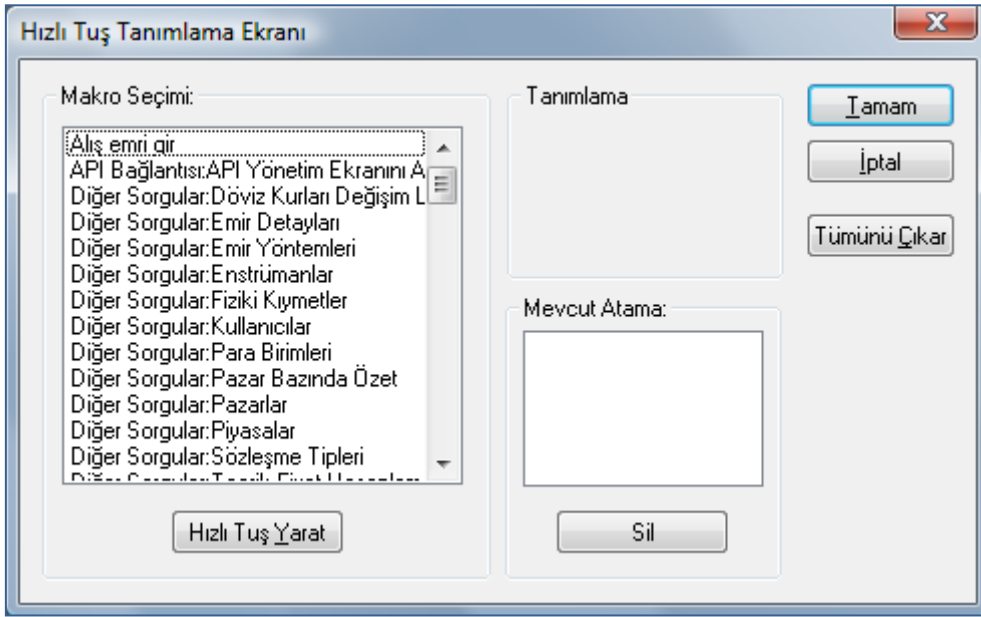 Hızlı Tuş Tanımlama Ekranı
Makro Seçimi:
Alış emri gir
API Bağlantısı:API Yönetim Ekranını A
Diğer Sorgular:Döviz Kurları Değişim L
Diğer Sorgular:Emir Detayları
Diğer Sorgular:Emir Yöntemleri
Diğer Sorgular:Enstrümanlar
Diğer Sorgular:Fiziki Kıymetler
Diğer Sorgular:Kullanıcılar
Diğer Sorgular:Para Birimleri
Diğer Sorgular:Pazar Bazında Özet
Diğer Sorgular:Pazarlar
Diğer Sorgular:Piyasalar
Diğer Sorgular:Sözleşme Tipleri
Hızlı Tuş Yarat
Tanımlama
Mevcut Atama:
Sil
Tamam
İptal
Tümünü Çıkar